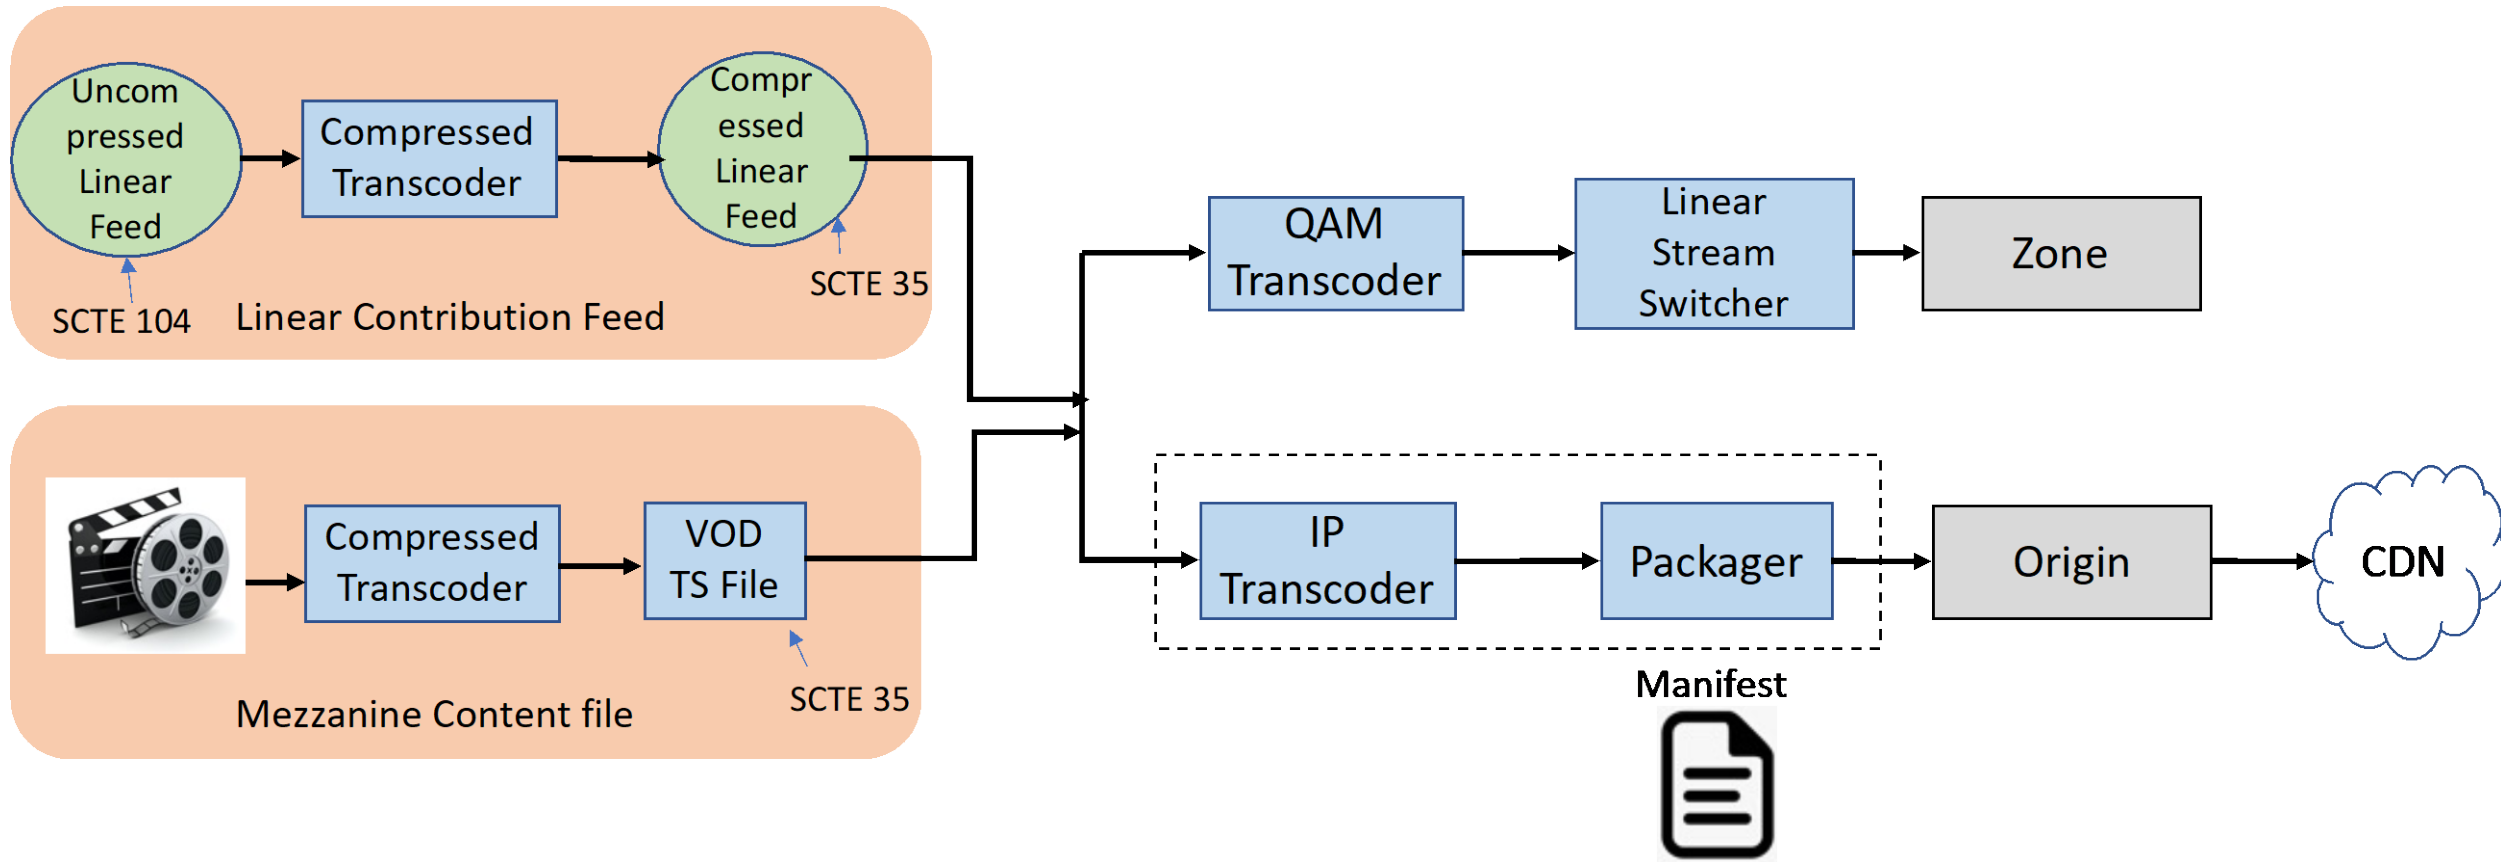 Uncom
pressed
Linear
Feed
Compressed
Transcoder
Compr
essed
Linear
Feed
SCTE 104
SCTE 35
Linear Contribution Feed
QAM
Transcoder
Linear
Stream
Switcher
Zone
Compressed
Transcoder
VOD
TS File
SCTE 35
Mezzanine Content file
IP
Transcoder
Packager
Origin
CDN
Manifest